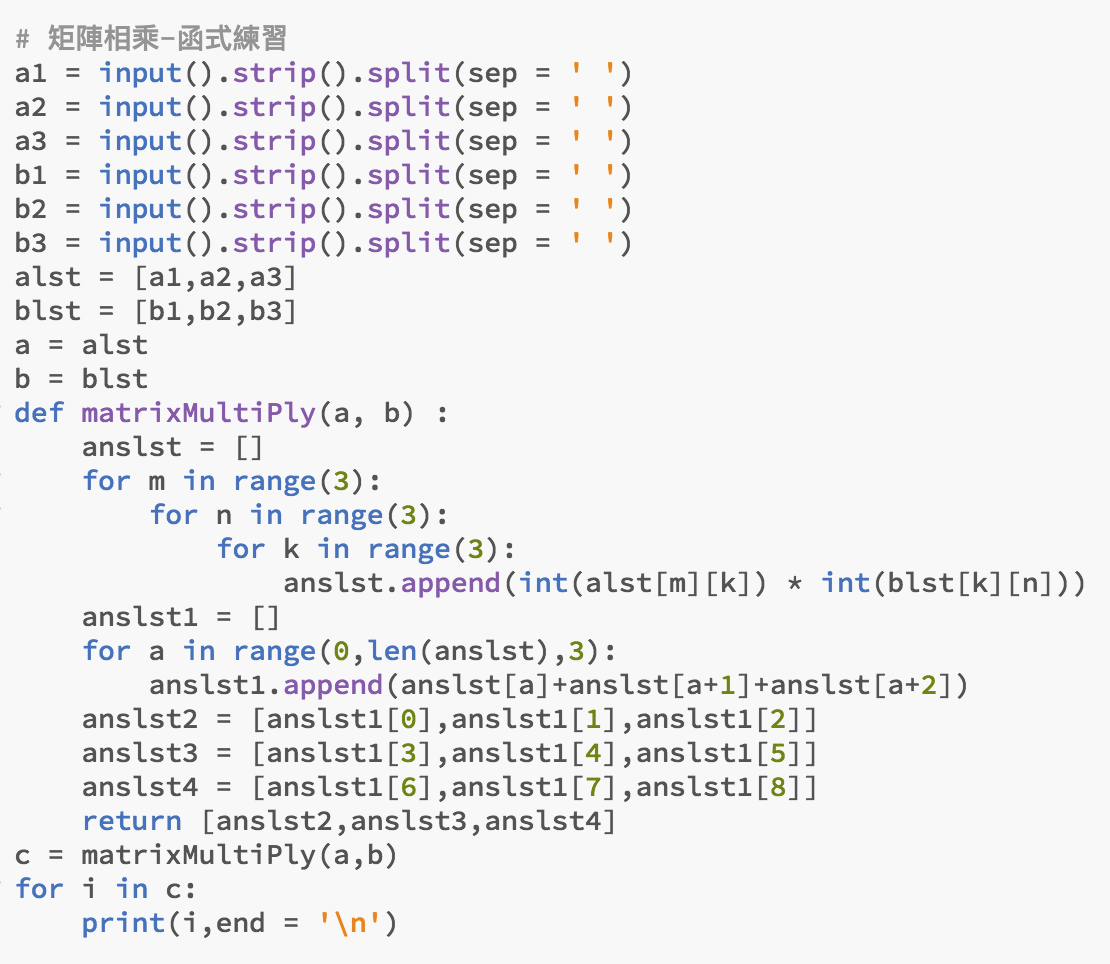 # 矩陣相乘-函式練習
a1 = input().strip().split(sep = ' ')
a2 = input().strip().split(sep = ' ')
a3 = input().strip().split(sep = ' ')
b1 = input().strip().split(sep = ' ')
b2 = input().strip().split(sep = ' ')
b3 = input().strip().split(sep = ' ')
alst = [a1,a2,a3]
blst = [b1,b2,b3]
a = alst
b = blst
def matrixMultiPly(a, b) :
    anslst = []
    for m in range(3):
        for n in range(3):
            for k in range(3):
                anslst.append(int(alst[m][k]) * int(blst[k][n]))
    anslst1 = []
    for a in range(0,len(anslst),3):
        anslst1.append(anslst[a]+anslst[a+1]+anslst[a+2])
    anslst2 = [anslst1[0],anslst1[1],anslst1[2]]
    anslst3 = [anslst1[3],anslst1[4],anslst1[5]]
    anslst4 = [anslst1[6],anslst1[7],anslst1[8]]
    return [anslst2,anslst3,anslst4]
c = matrixMultiPly(a,b)
for i in c:
    print(i,end = '\n')